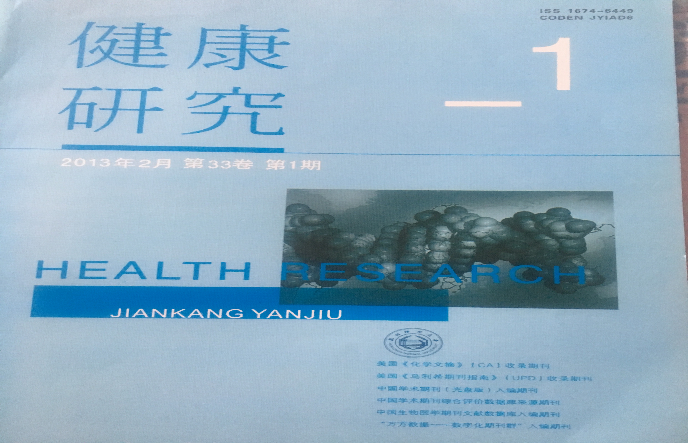 ISS 1674-6449
CODEN JYIAD8
健康
研究
1
2013年2月 第33卷 第1期
HEALTH RESEARCH
JIANKANG YANJIU
美国《化学文摘》[CA]收录期刊
美国《乌利希期刊指南》[UPD]收录期刊
中国学术期刊(光盘版)入编期刊
中国学术期刊综合评价数据库来源期刊
中国生物医学期刊文献数据库入编期刊
"万方数据——数字化期刊群"入编期刊